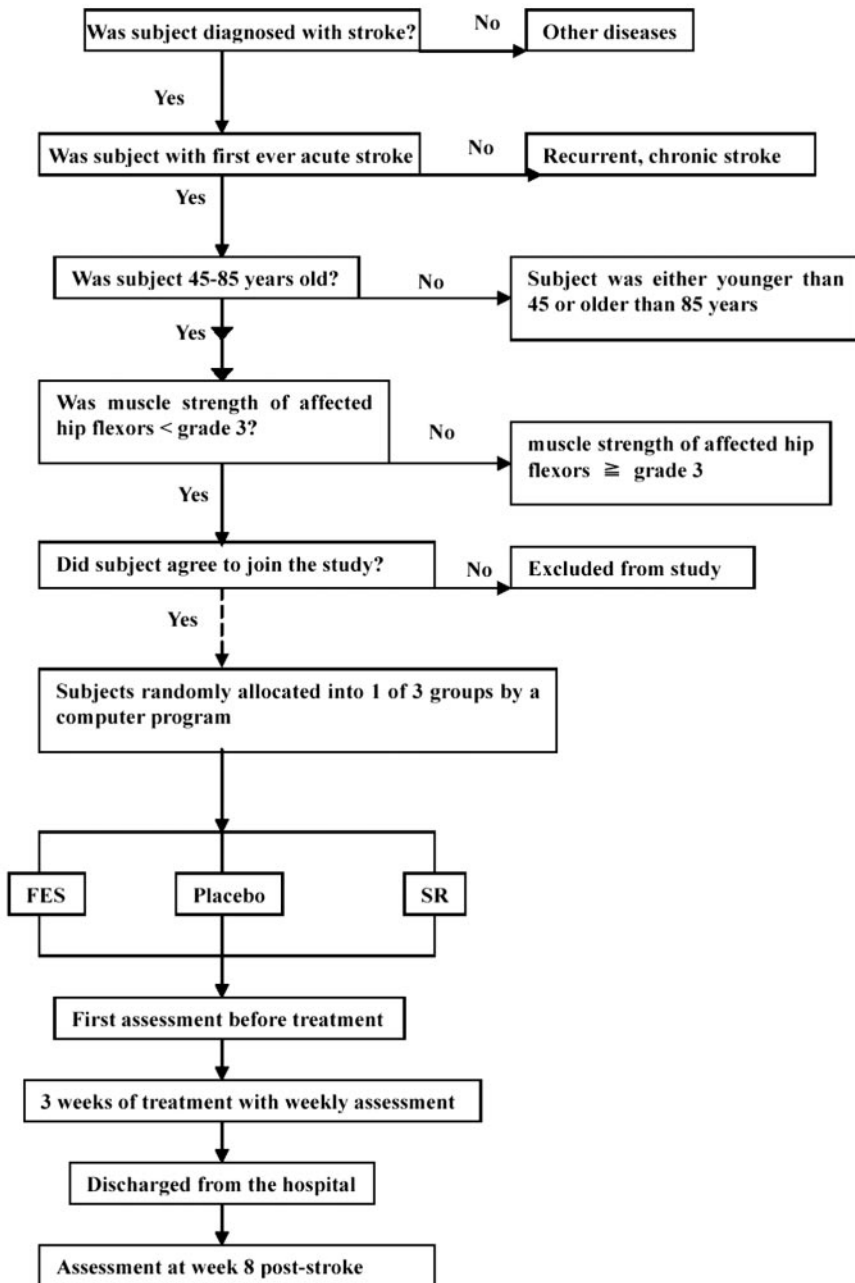 Was subject diagnosed with stroke?
No
Other diseases
Yes
Was subject with first ever acute stroke
No
Recurrent, chronic stroke
Yes
Was subject 45-85 years old?
No
Subject was either younger than
45 or older than 85 years
Yes
Was muscle strength of affected
hip flexors < grade 3?
No
muscle strength of affected hip
flexors ≧ grade 3
Yes
Did subject agree to join the study?
No
Excluded from study
Yes
Subjects randomly allocated into 1 of 3 groups by a
computer program
FES
Placebo
SR
First assessment before treatment
3 weeks of treatment with weekly assessment
Discharged from the hospital
Assessment at week 8 post-stroke